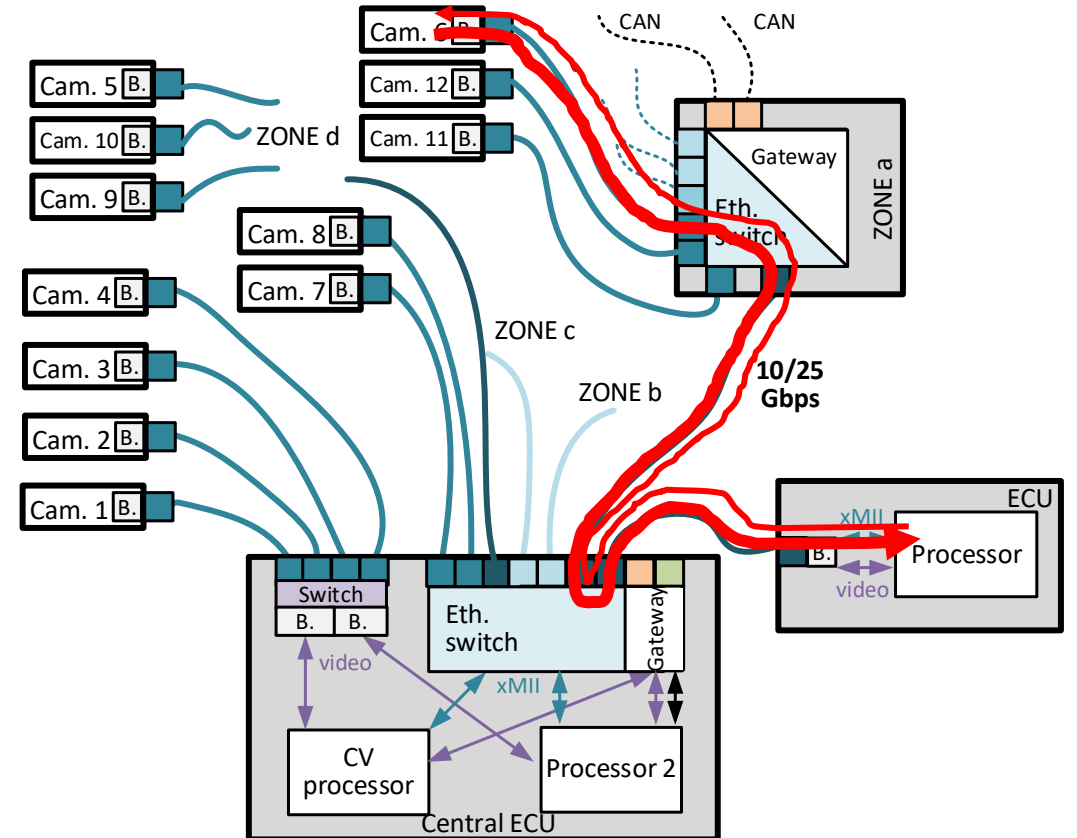 CAN
CAN
Cam. 6 B.
Cam. 5 B.
Cam. 12 B.
Cam. 10 B.
ZONE d
Cam. 11 B.
Cam. 9 B.
Gateway
ZONE a
Eth.
switch
Cam. 8 B.
Cam. 7 B.
Cam. 4 B.
ZONE c
Cam. 3 B.
10/25
Gbps
ZONE b
Cam. 2 B.
Cam. 1 B.
ECU
xMII
B.
Processor
video
Switch
B.
B.
Eth.
switch
Gateway
video
xMII
CV
processor
Processor 2
Central ECU